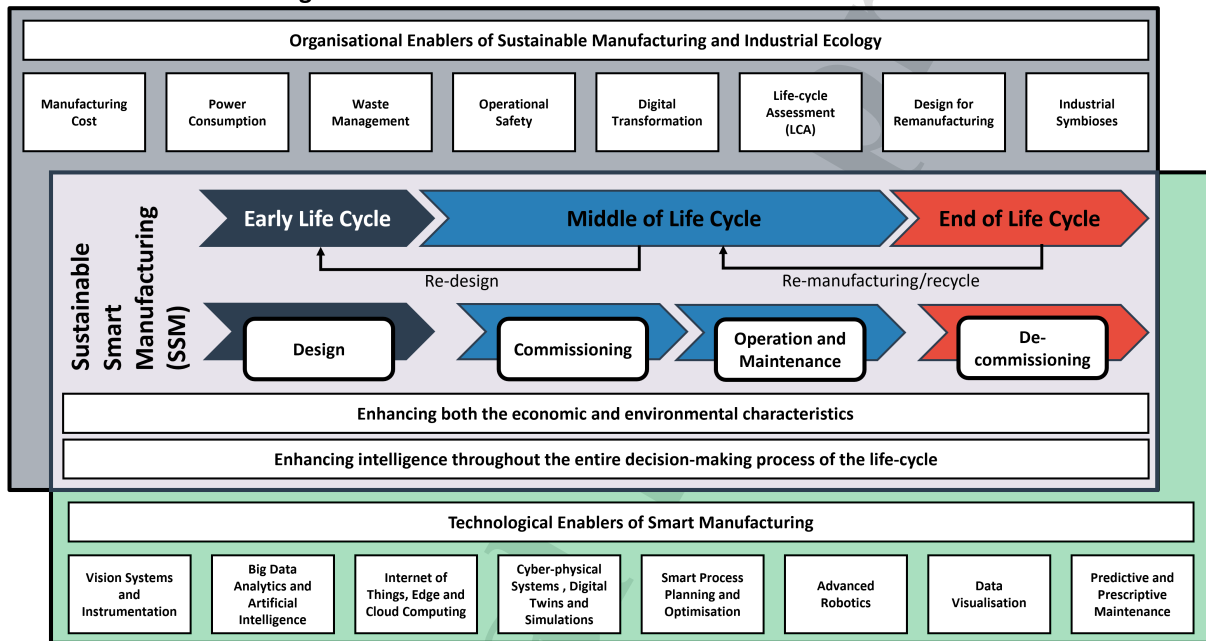 Organisational Enablers of Sustainable Manufacturing and Industrial Ecology
Manufacturing
Cost
Power
Consumption
Waste
Management
Operational
Safety
Digital
Transformation
Life-cycle
Assessment
(LCA)
Design for
Remanufacturing
Industrial
Symbioses
Sustainable
Smart
Manufacturing
(SSM)
Early Life Cycle
Middle of Life Cycle
End of Life Cycle
Re-design
Re-manufacturing/recycle
Design
Commissioning
Operation and
Maintenance
De-
commissioning
Enhancing both the economic and environmental characteristics
Enhancing intelligence throughout the entire decision-making process of the life-cycle
Technological Enablers of Smart Manufacturing
Vision Systems
and
Instrumentation
Big Data
Analytics and
Artificial
Intelligence
Internet of
Things, Edge and
Cloud Computing
Cyber-physical
Systems , Digital
Twins and
Simulations
Smart Process
Planning and
Optimisation
Advanced
Robotics
Data
Visualisation
Predictive and
Prescriptive
Maintenance